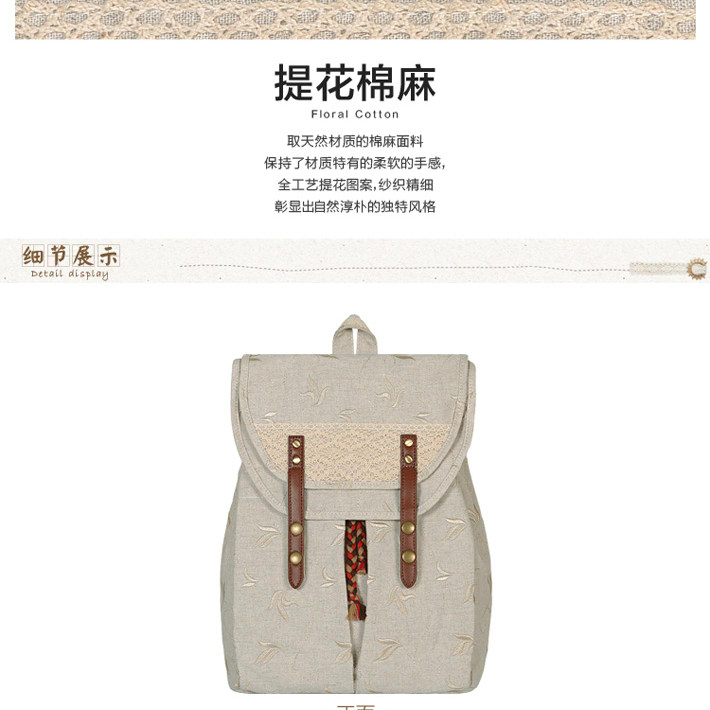 提花棉麻
Floral Cotton
取天然材质的棉麻面料
保持了材质特有的柔软的手感,
全工艺提花图案,纱织精细
彰显出自然淳朴的独特风格
细节展示
Detail display